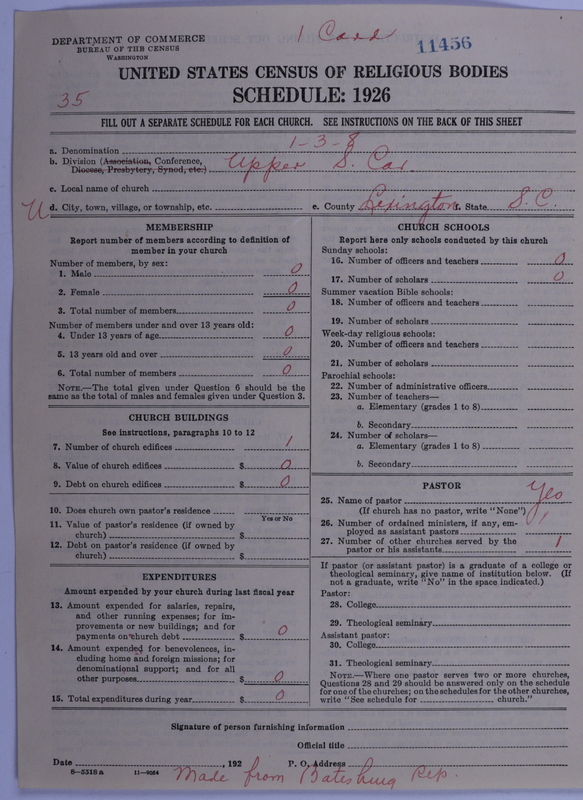 1 Card
11456
DEPARTMENT OF COMMERCE
BUREAU OF THE CENSUS
WASHINGTON
UNITED STATES CENSUS OF RELIGIOUS BODIES
SCHEDULE: 1926
35
FILL OUT A SEPARATE SCHEDULE FOR EACH CHURCH. SEE INSTRUCTIONS ON THE BACK OF THIS SHEET
a. Denomination 1-3-8
b. Division (Association, Conference, Upper S. Car.
Diocese, Presbytery, Synod, etc.)
c. Local name of church
U d. City, town, village, or township, etc. e. County Lexington f. State S.C.
MEMBERSHIP
Report number of members according to definition of
member in your church
Number of members, by sex:
1. Male 0
2. Female 0
3. Total number of members 0
Number of members under and over 13 years old:
4. Under 13 years of age 0
5. 13 years old and over 0
6. Total number of members 0
NOTE.—The total given under Question 6 should be the
same as the total of males and females given under Question 3.
CHURCH BUILDINGS
See instructions, paragraphs 10 to 12
7. Number of church edifices 1
8. Value of church edifices $ 0
9. Debt on church edifices $ 0
10. Does church own pastor's residence
Yes or No
11. Value of pastor's residence (if owned by
church) $
12. Debt on pastor's residence (if owned by
church) $
EXPENDITURES
Amount expended by your church during last fiscal year
13. Amount expended for salaries, repairs,
and other running expenses; for im-
provements or new buildings; and for
payments on church debt $ 0
14. Amount expended for benevolences, in-
cluding home and foreign missions; for
denominational support; and for all
other purposes $ 0
15. Total expenditures during year $ 0
CHURCH SCHOOLS
Report here only schools conducted by this church
Sunday schools:
16. Number of officers and teachers 0
17. Number of scholars 0
Summer vacation Bible schools:
18. Number of officers and teachers
19. Number of scholars
Week-day religious schools:
20. Number of officers and teachers
21. Number of scholars
Parochial schools:
22. Number of administrative officers
23. Number of teachers—
a. Elementary (grades 1 to 8)
b. Secondary
24. Number of scholars—
a. Elementary (grades 1 to 8)
b. Secondary
PASTOR
25. Name of pastor Yes
(If church has no pastor, write "None")
26. Number of ordained ministers, if any, em-
ployed as assistant pastors
27. Number of other churches served by the
pastor or his assistants 1
If pastor (or assistant pastor) is a graduate of a college or
theological seminary, give name of institution below. (If
not a graduate, write "No" in the space indicated.)
Pastor:
28. College
29. Theological seminary
Assistant pastor:
30. College
31. Theological seminary
NOTE.—Where one pastor serves two or more churches,
Questions 28 and 29 should be answered only on the schedule
for one of the churches; on the schedules for the other churches,
write "See schedule for church."
Signature of person furnishing information
Official title
Date , 192 P. O. Address
6—5518a 11—9084
Made from Batesburg Rep.